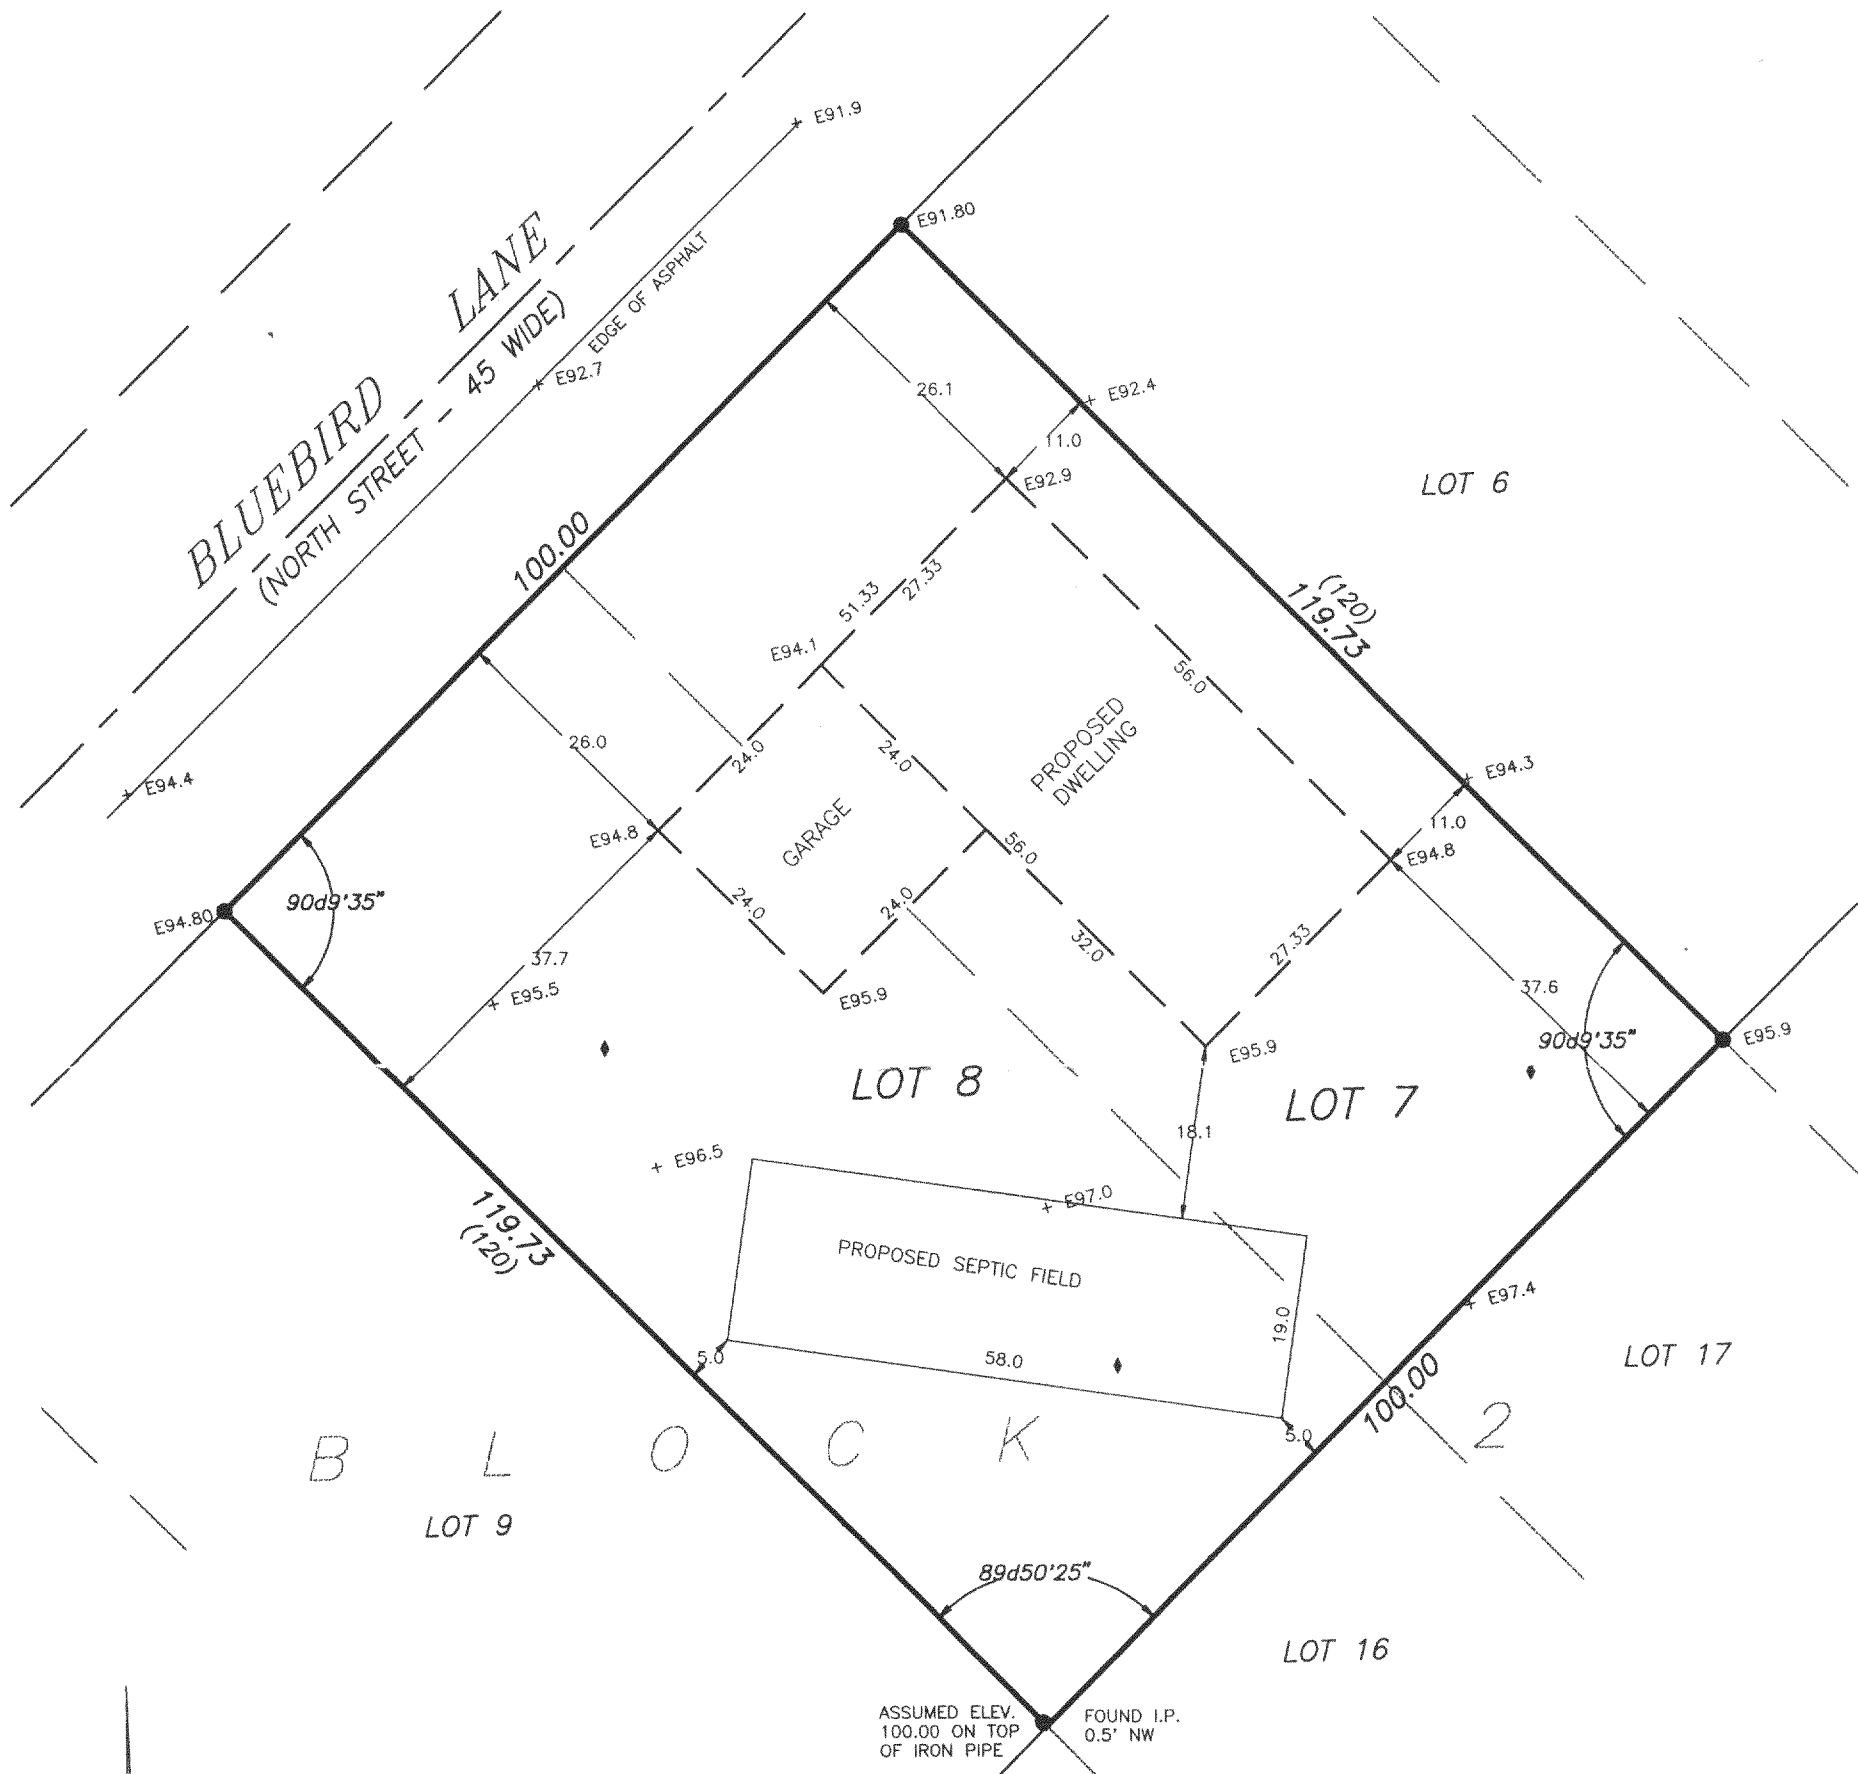 E91.9
E91.80
BLUEBIRD LANE
(NORTH STREET - 45 WIDE)
EDGE OF ASPHALT
E92.7
26.1
E92.4
11.0
E92.9
LOT 6
100.00
51.33
27.33
(120)
119.73
E94.1
56.0
PROPOSED
DWELLING
26.0
24.0
24.0
E94.4
E94.3
GARAGE
E94.8
11.0
56.0
E94.8
90d9'35"
E94.80
24.0
24.0
32.0
27.33
37.7
E95.5
E95.9
37.6
90d9'35"
E95.9
E95.9
LOT 8
LOT 7
18.1
E96.5
E97.0
119.73
(120)
PROPOSED SEPTIC FIELD
19.0
E97.4
LOT 17
5.0
58.0
100.00
5.0
BLOCK 2
LOT 9
89d50'25"
LOT 16
ASSUMED ELEV.
100.00 ON TOP
OF IRON PIPE
FOUND I.P.
0.5' NW